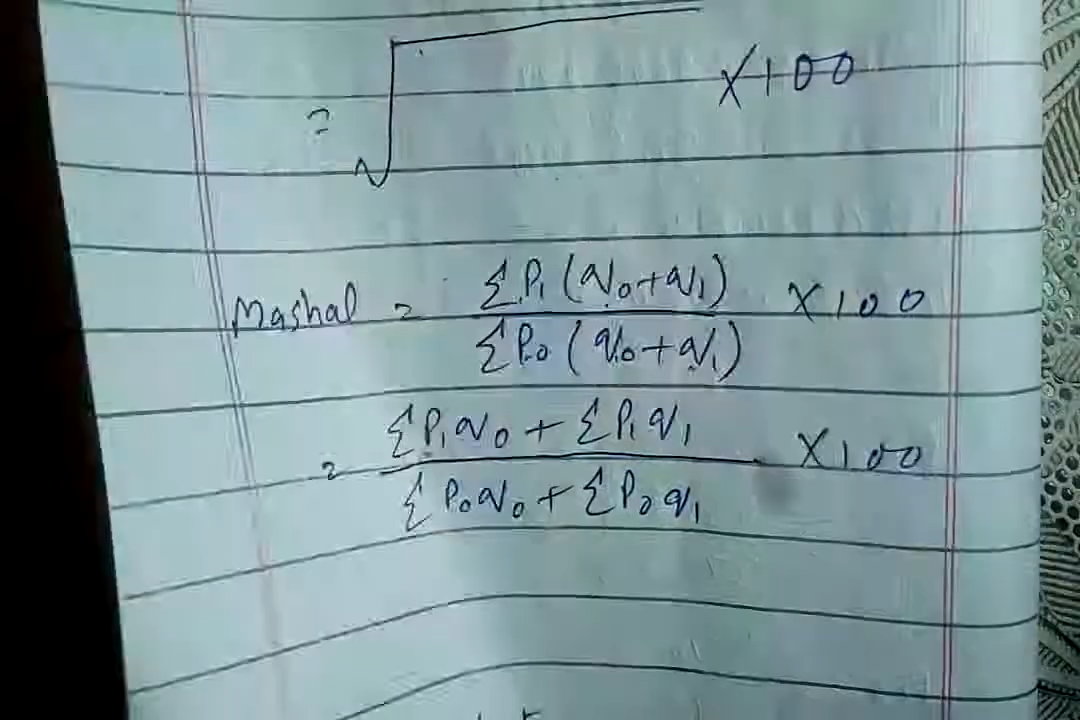 = √ X100
Mashal = ΣP₁(q₀+q₁) X100
ΣP₀(q₀+q₁)
= ΣP₁q₀+ΣP₁q₁ X100
ΣP₀q₀+ΣP₀q₁